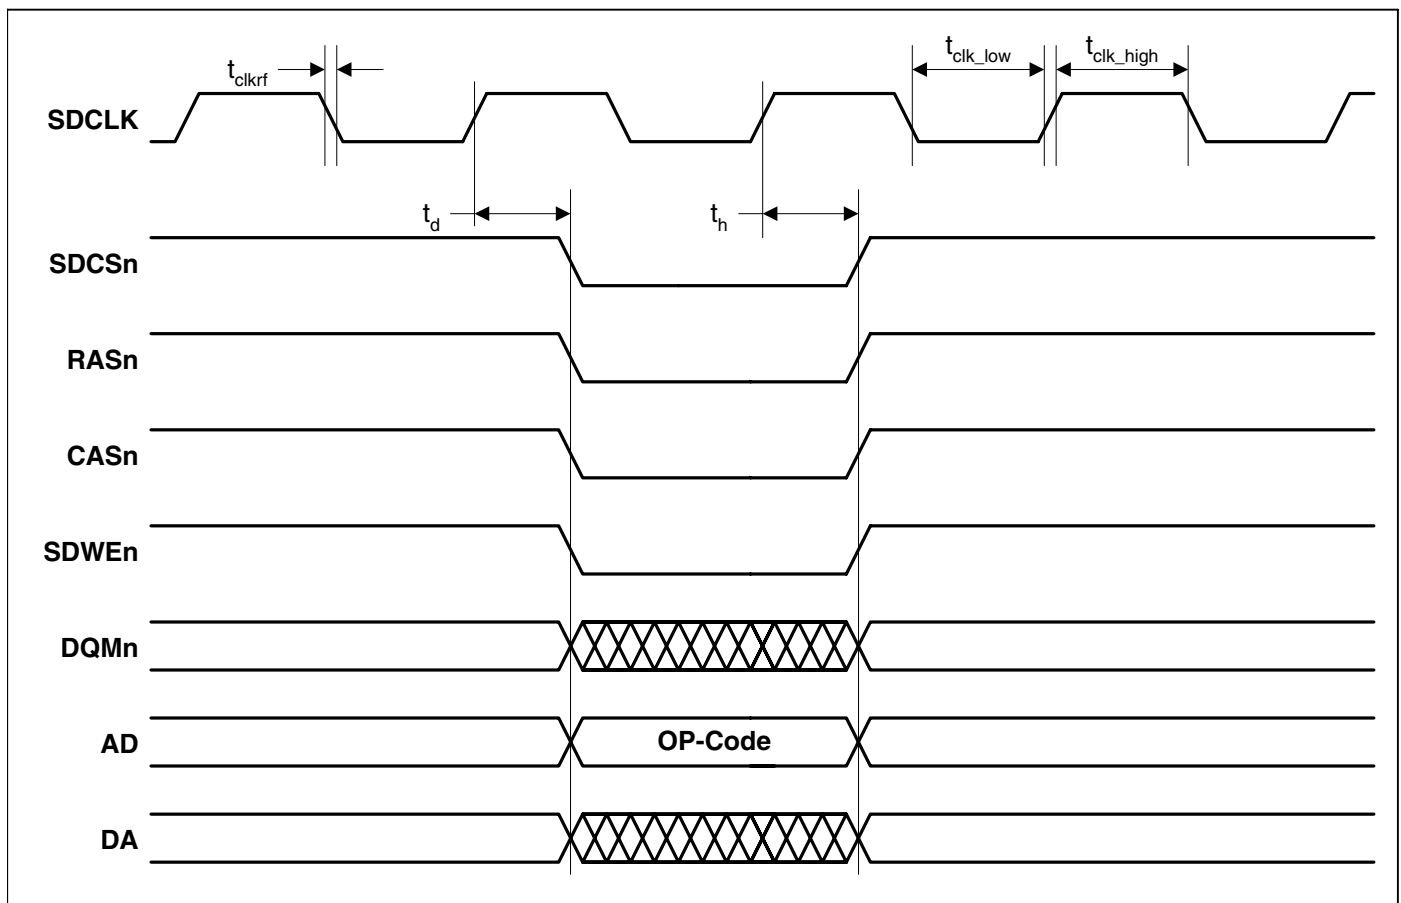 t_clkrf
t_clk_low
t_clk_high
SDCLK
t_d
t_h
SDCSn
RASn
CASn
SDWEn
DQMn
AD
OP-Code
DA